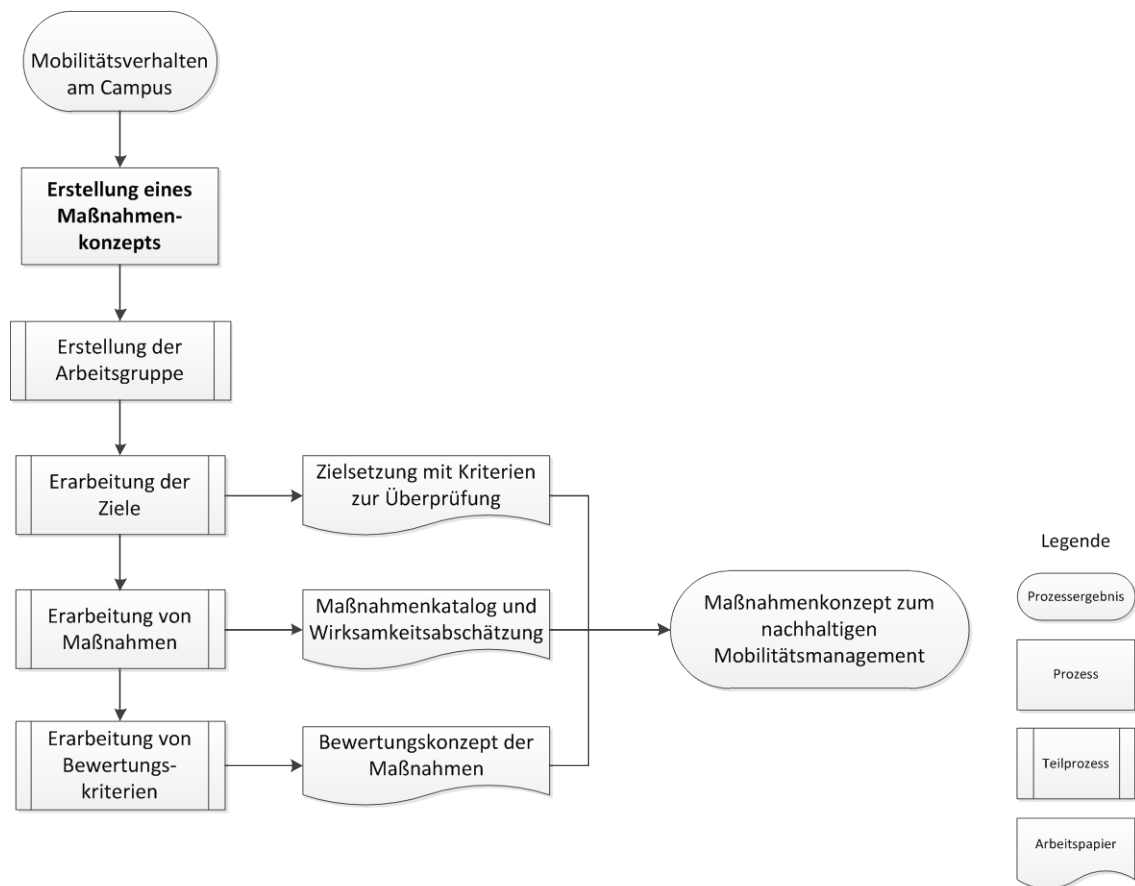 Mobilitätsverhalten
am Campus
Erstellung eines
Maßnahmen-
konzepts
Erstellung der
Arbeitsgruppe
Erarbeitung der
Ziele
Zielsetzung mit Kriterien
zur Überprüfung
Erarbeitung von
Maßnahmen
Maßnahmenkatalog und
Wirksamkeitsabschätzung
Erarbeitung von
Bewertungs-
kriterien
Bewertungskonzept der
Maßnahmen
Maßnahmenkonzept zum
nachhaltigen
Mobilitätsmanagement
Legende
Prozessergebnis
Prozess
Teilprozess
Arbeitspapier